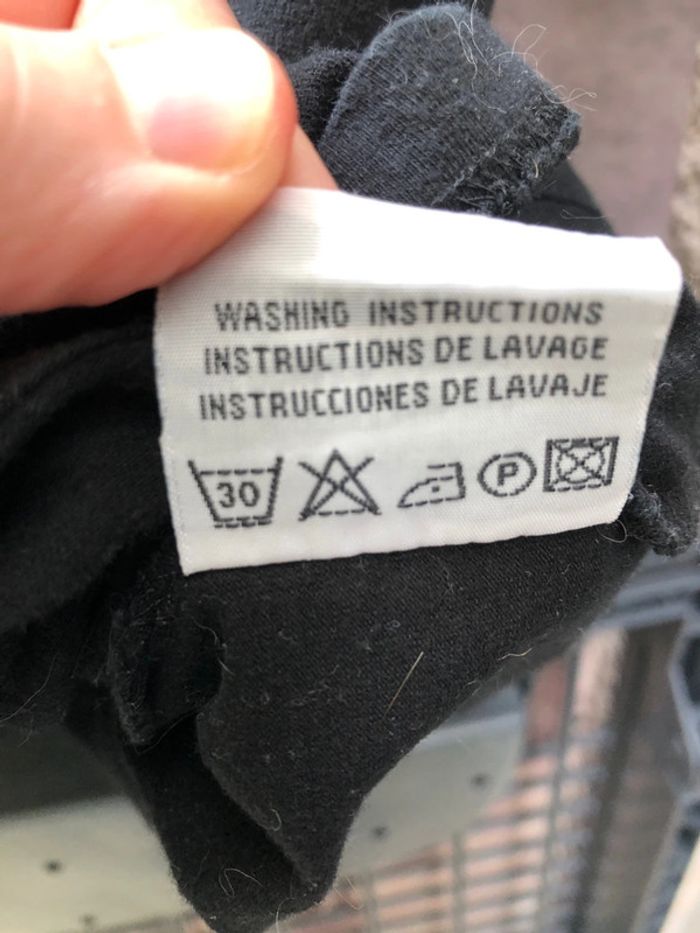 WASHING INSTRUCTIONS
INSTRUCTIONS DE LAVAGE
INSTRUCCIONES DE LAVAJE
30 P